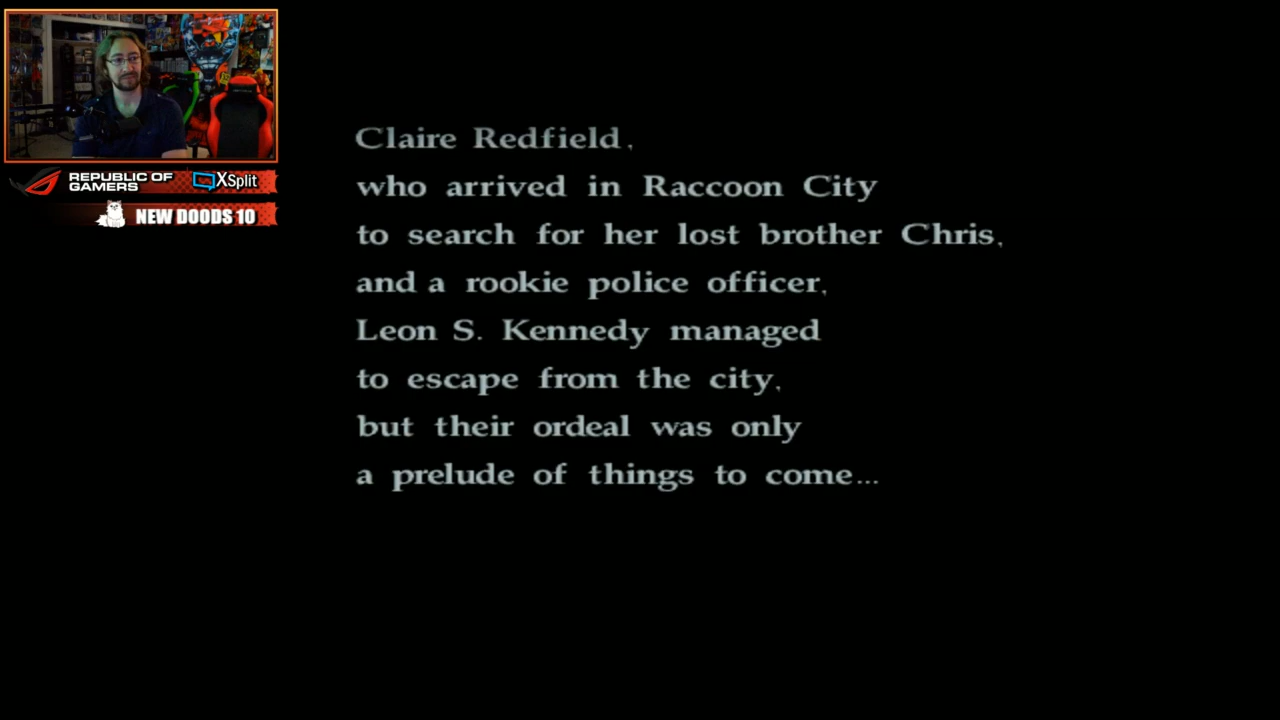 REPUBLIC OF
GAMERS
XSplit
NEW DOODS 10
Claire Redfield,
who arrived in Raccoon City
to search for her lost brother Chris,
and a rookie police officer,
Leon S. Kennedy managed
to escape from the city,
but their ordeal was only
a prelude of things to come...